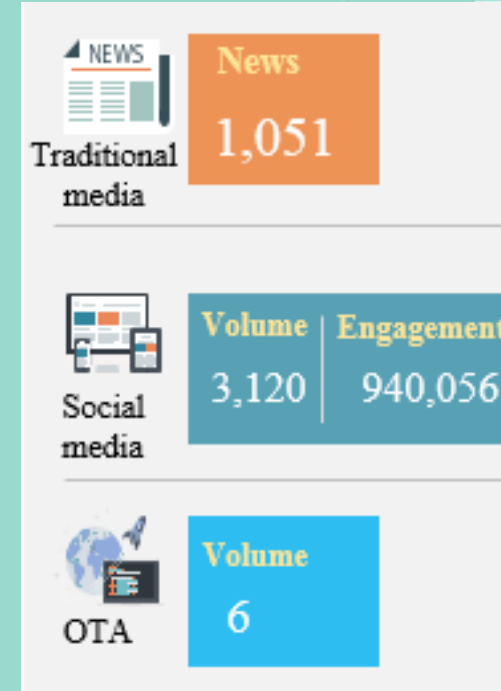 NEWS
Traditional
media
News
1,051
Social
media
Volume
Engagement
3,120
940,056
OTA
Volume
6